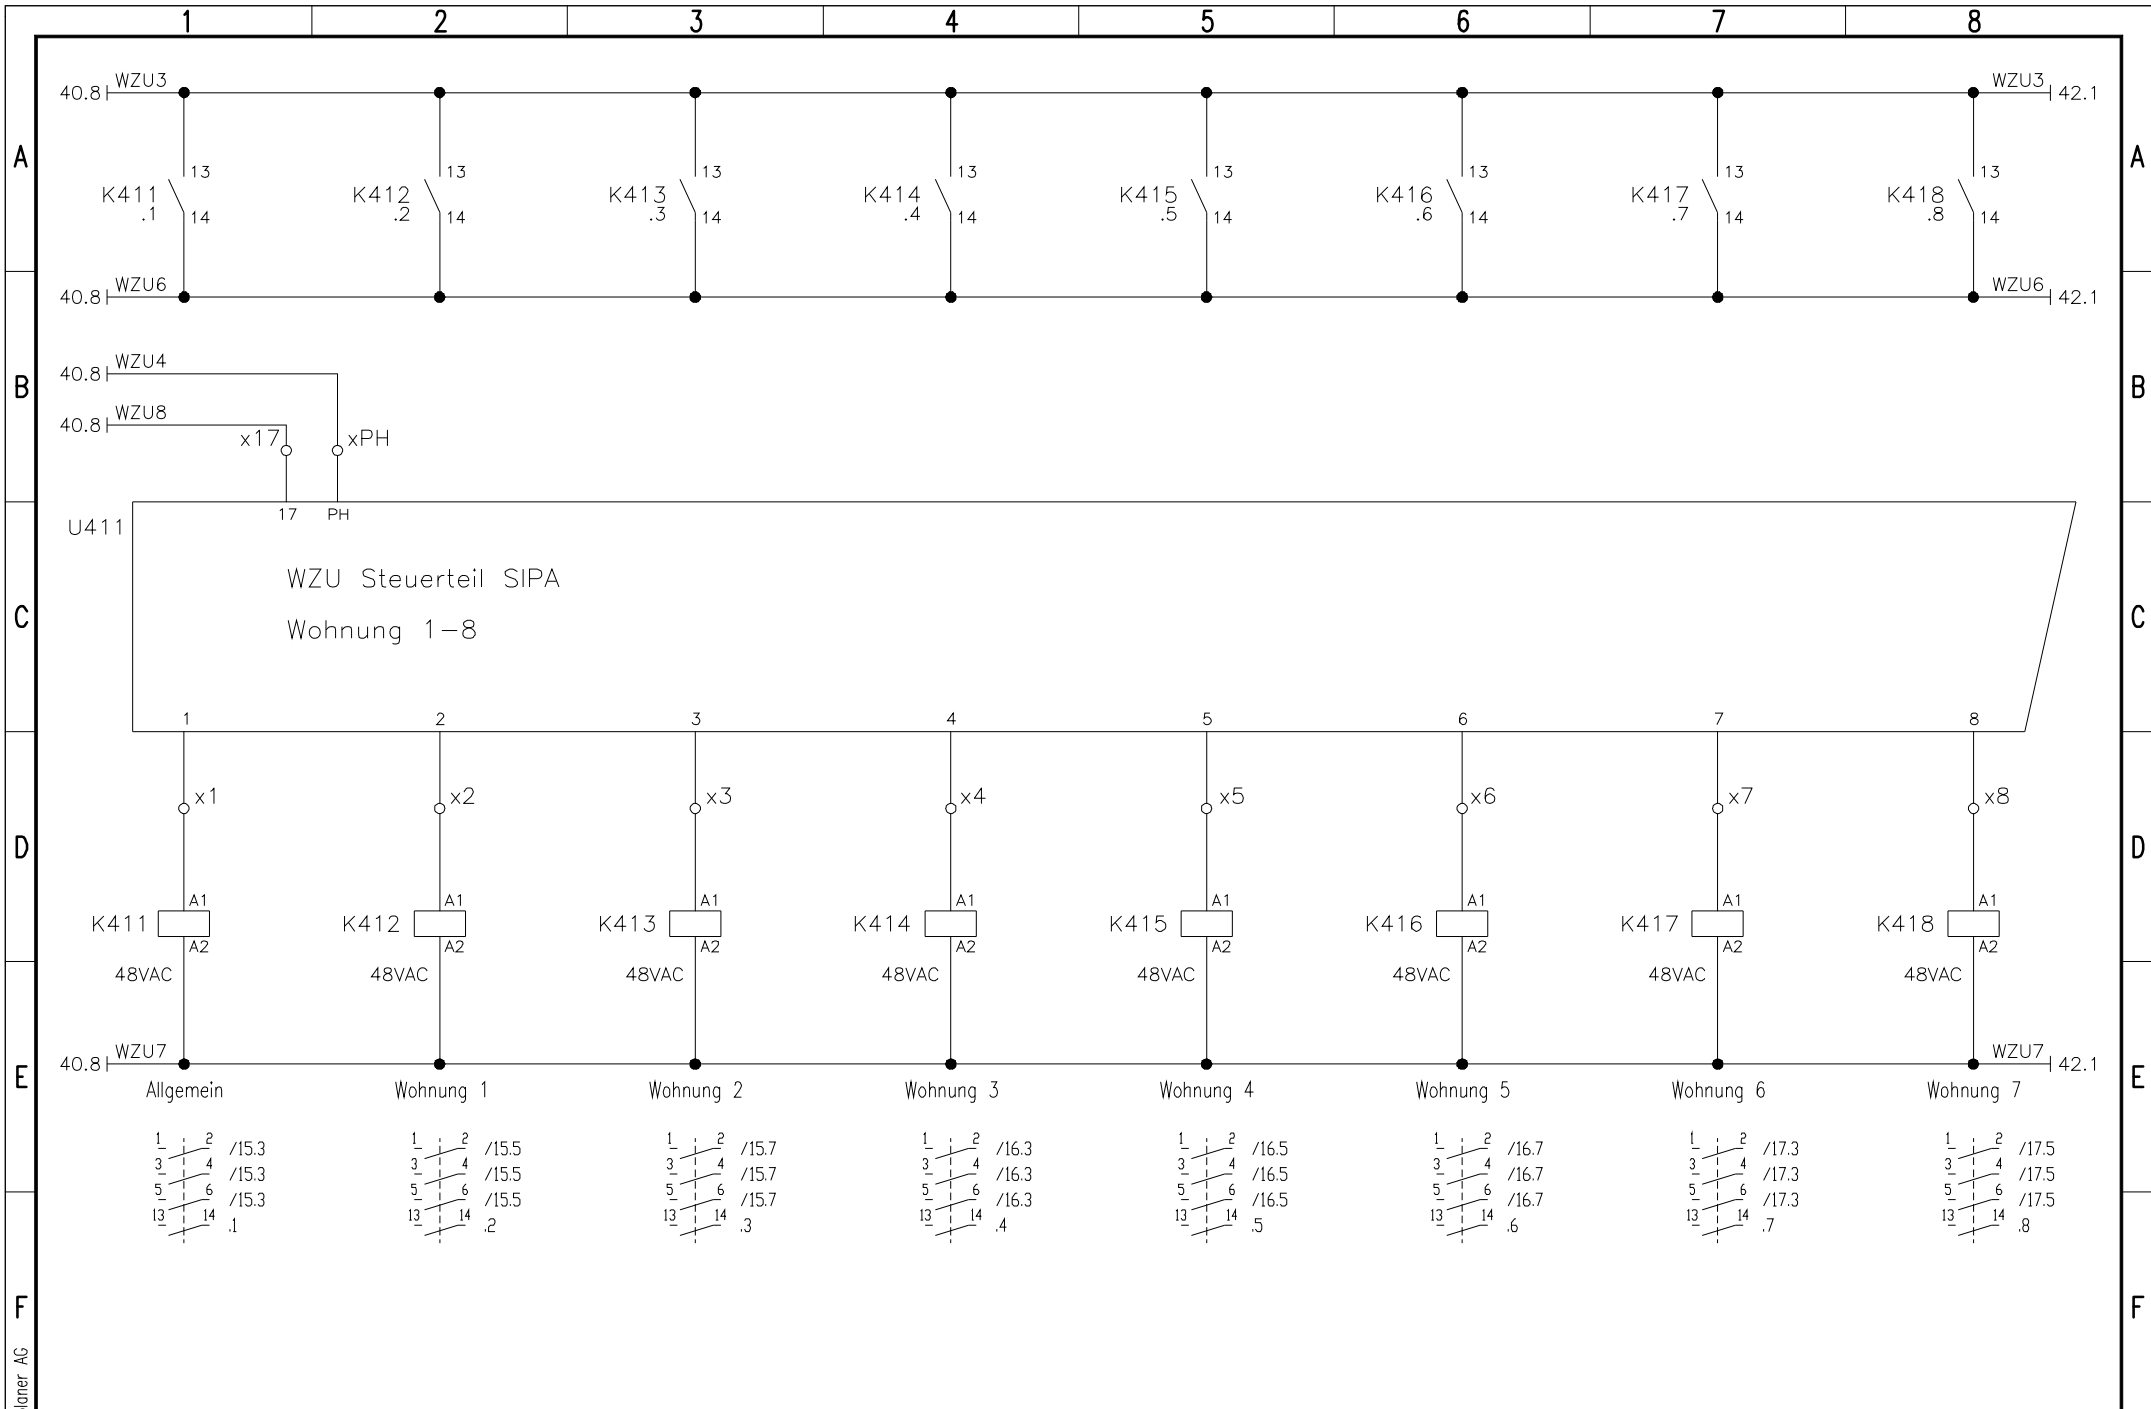 1 2 3 4 5 6 7 8
40.8 WZU3 WZU3 42.1
A A
13 13 13 13 13 13 13 13
K411 K412 K413 K414 K415 K416 K417 K418
.1 14 .2 14 .3 14 .4 14 .5 14 .6 14 .7 14 .8 14
40.8 WZU6 WZU6 42.1
40.8 WZU4
B B
40.8 WZU8
x17 xPH
17 PH
U411
WZU Steuerteil SIPA
C C
Wohnung 1-8
1 2 3 4 5 6 7 8
x1 x2 x3 x4 x5 x6 x7 x8
D D
A1 A1 A1 A1 A1 A1 A1 A1
K411 K412 K413 K414 K415 K416 K417 K418
A2 A2 A2 A2 A2 A2 A2 A2
48VAC 48VAC 48VAC 48VAC 48VAC 48VAC 48VAC 48VAC
40.8 WZU7 WZU7 42.1
E E
Allgemein Wohnung 1 Wohnung 2 Wohnung 3 Wohnung 4 Wohnung 5 Wohnung 6 Wohnung 7
1 2 /15.3 1 2 /15.5 1 2 /15.7 1 2 /16.3 1 2 /16.5 1 2 /16.7 1 2 /17.3 1 2 /17.5
3 4 /15.3 3 4 /15.5 3 4 /15.7 3 4 /16.3 3 4 /16.5 3 4 /16.7 3 4 /17.3 3 4 /17.5
5 6 /15.3 5 6 /15.5 5 6 /15.7 5 6 /16.3 5 6 /16.5 5 6 /16.7 5 6 /17.3 5 6 /17.5
13 14 .1 13 14 .2 13 14 .3 13 14 .4 13 14 .5 13 14 .6 13 14 .7 13 14 .8
F F
AG